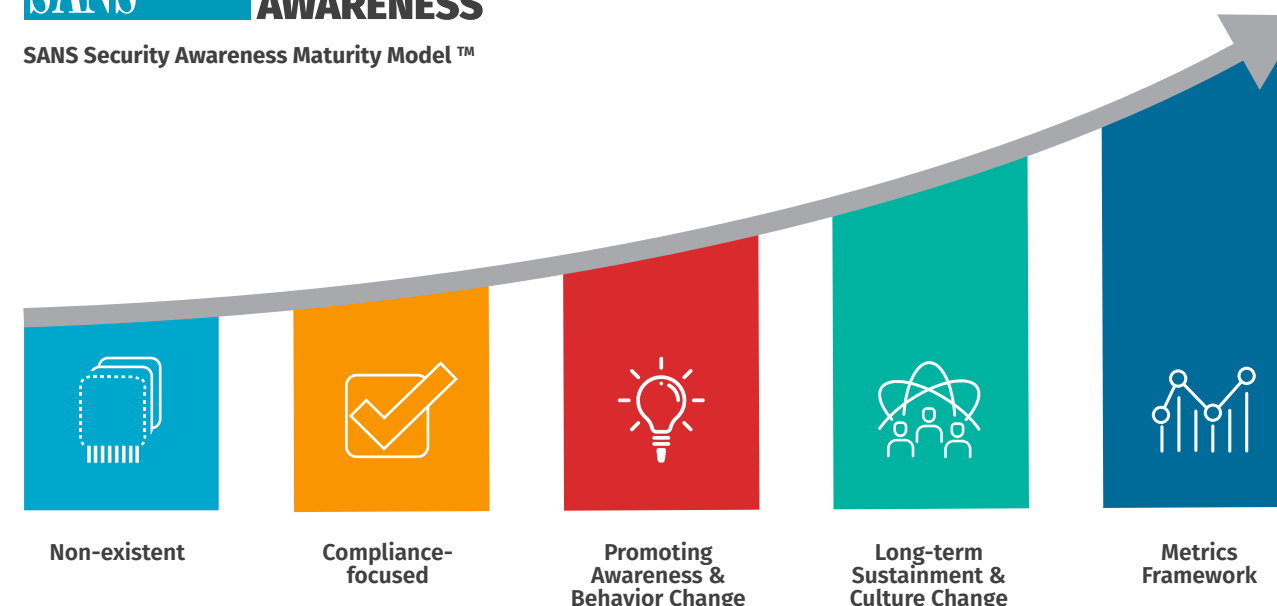 SANS
AWARENESS
SANS Security Awareness Maturity Model ™
Non-existent
Compliance-
focused
Promoting
Awareness &
Behavior Change
Long-term
Sustainment &
Culture Change
Metrics
Framework